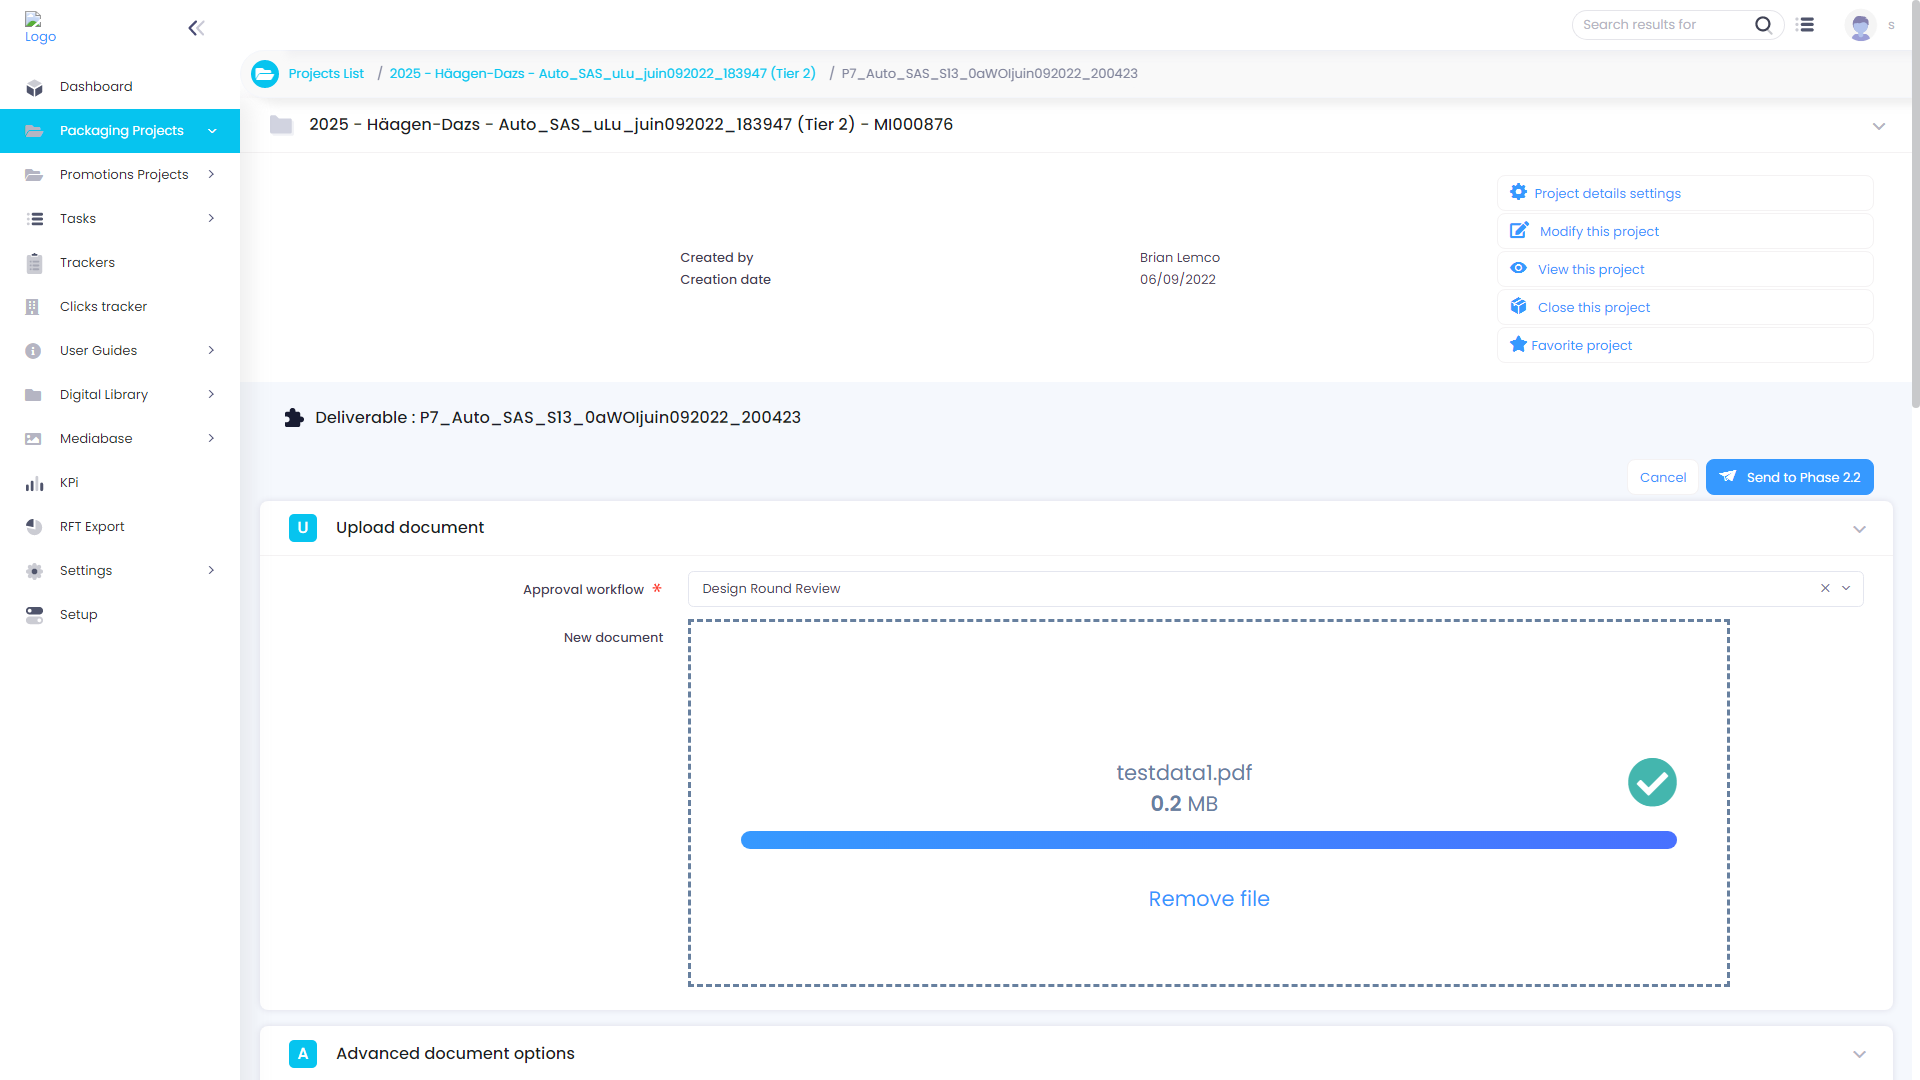 Logo
Search results for
s
Projects List / 2025 - Häagen-Dazs - Auto_SAS_uLu_juin092022_183947 (Tier 2) / P7_Auto_SAS_S13_0aWOIjuin092022_200423
Dashboard
Packaging Projects
Promotions Projects
Tasks
Trackers
Clicks tracker
User Guides
Digital Library
Mediabase
KPi
RFT Export
Settings
Setup
2025 - Häagen-Dazs - Auto_SAS_uLu_juin092022_183947 (Tier 2) - MI000876
Created by Brian Lemco
Creation date 06/09/2022
Project details settings
Modify this project
View this project
Close this project
Favorite project
Deliverable : P7_Auto_SAS_S13_0aWOIjuin092022_200423
Cancel
Send to Phase 2.2
U Upload document
Approval workflow * Design Round Review
New document
testdata1.pdf
0.2 MB
Remove file
A Advanced document options